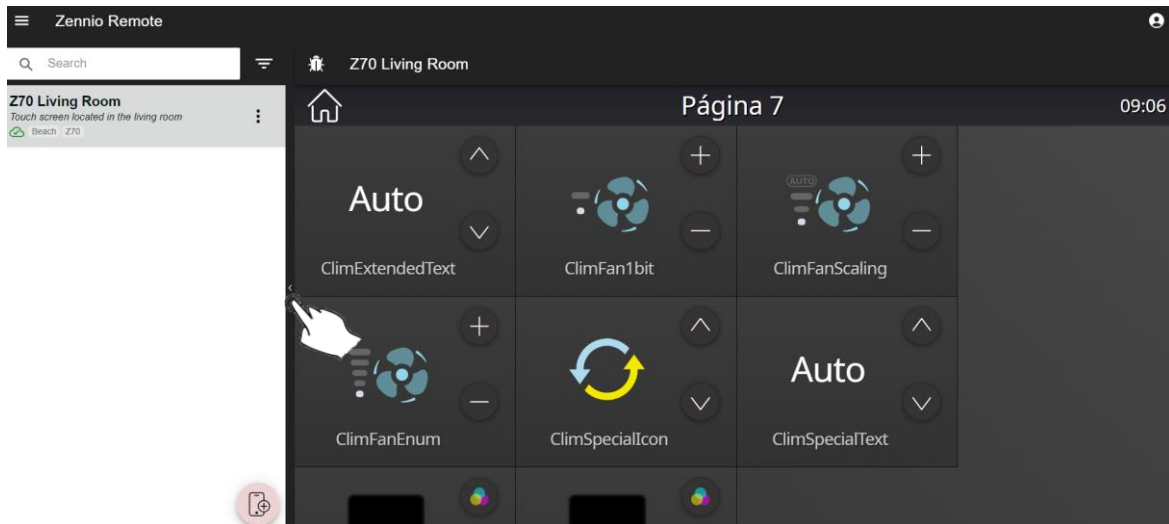 Zennio Remote
Search
Z70 Living Room
Z70 Living Room
Touch screen located in the living room
Beach Z70
Página 7
09:06
Auto
ClimExtendedText
ClimFan1bit
AUTO
ClimFanScaling
ClimFanEnum
ClimSpecialIcon
Auto
ClimSpecialText